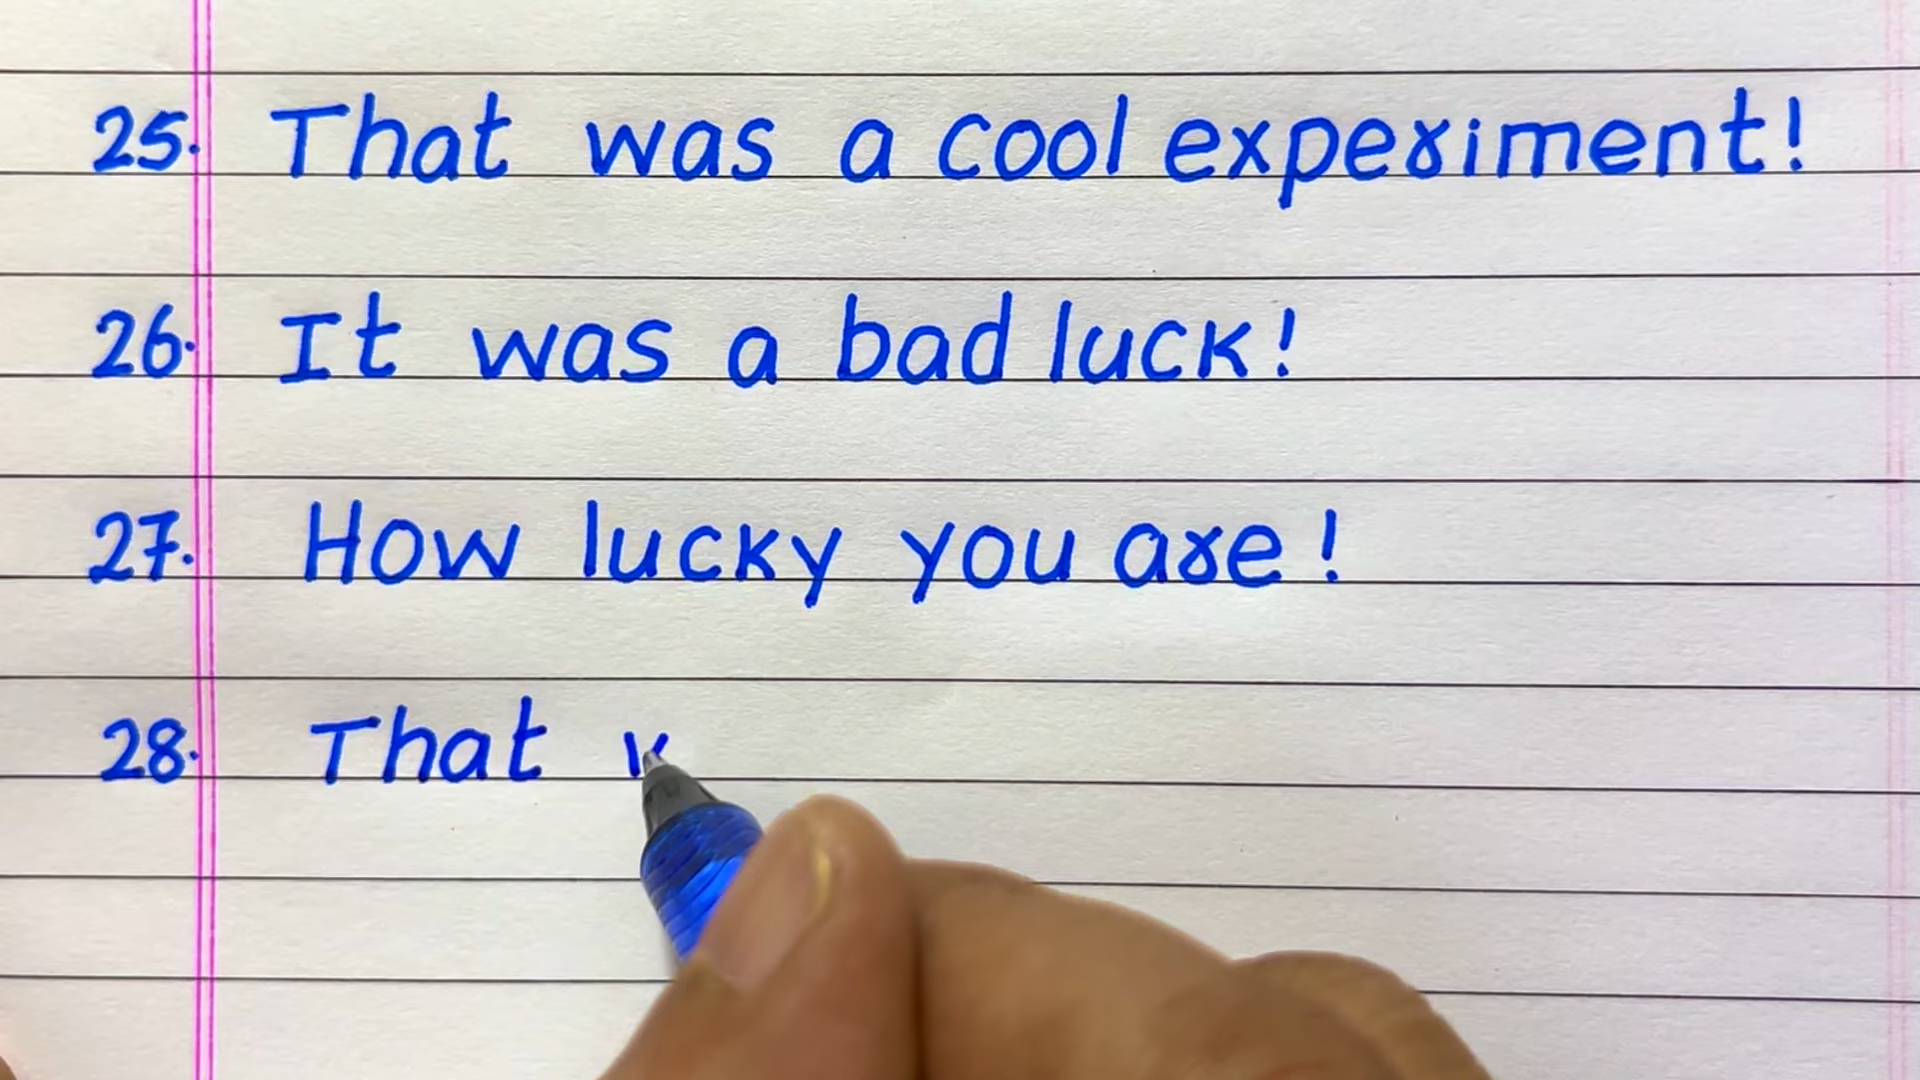 25. That was a cool experiment!
26. It was a bad luck!
27. How lucky you are!
28. That